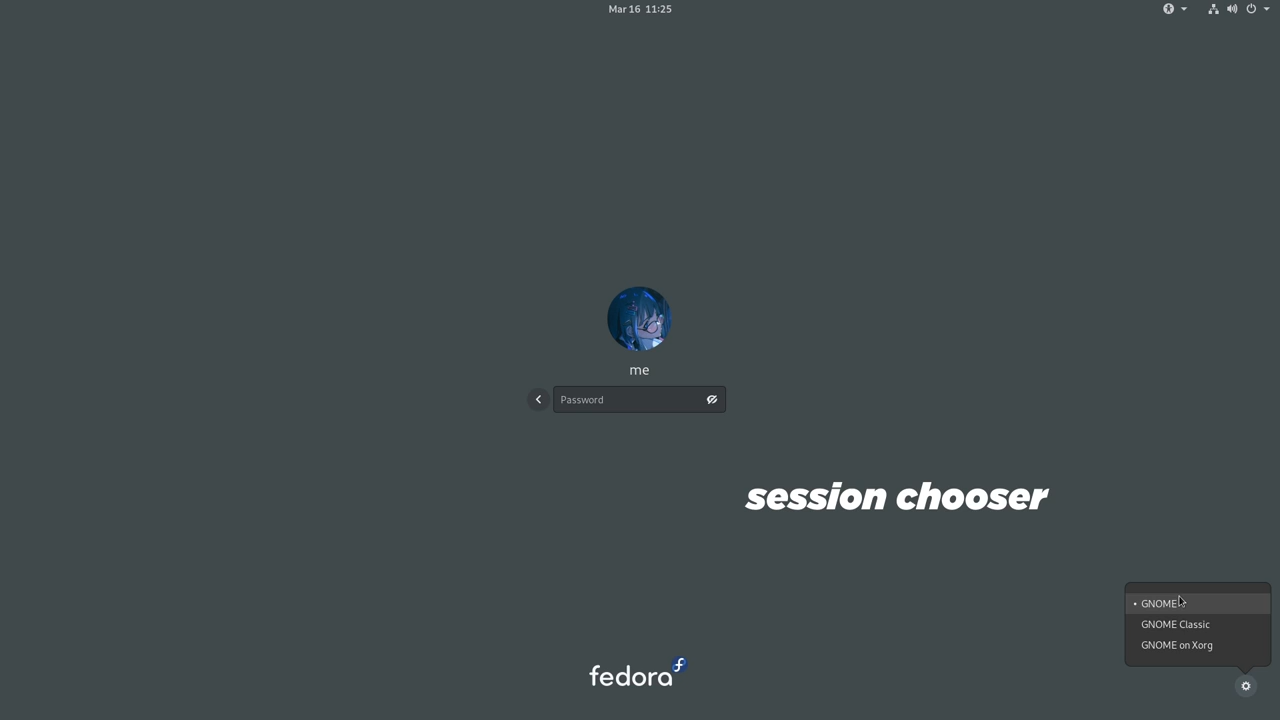 Mar 16 11:25
me
Password
session chooser
GNOME
GNOME Classic
GNOME on Xorg
fedora